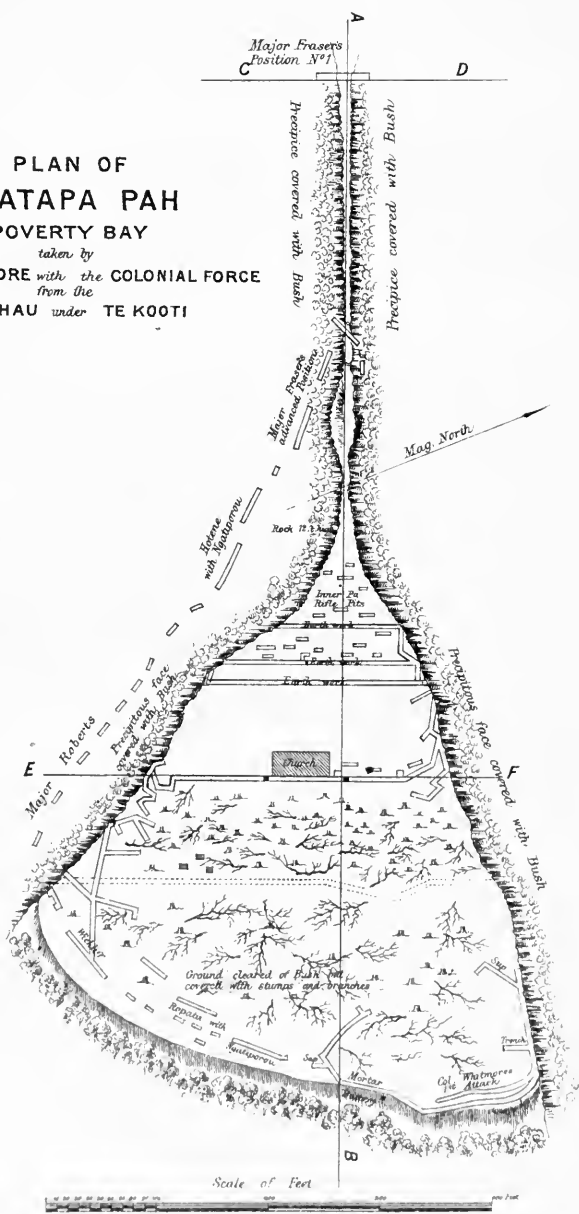 A
Major Fraser's
Position Nº1
C
D
PLAN OF
ATAPA PAH
POVERTY BAY
taken by
ORE with the COLONIAL FORCE
from the
HAU under TE KOOTI
Precipice covered with Bush
Precipice covered with Bush
Major Fraser's
advanced Position
Mag. North
Hotene
with Ngatiporou
Rock
Inner Pa
Rifle Pits
Earth work
Earth work
Earth work
Major Roberts
Precipitous face
covered with Bush
Precipitous face covered with Bush
E
Church
F
Ground cleared of Bush but
covered with stumps and branches
Ropata with
Ngatiporou
Sap
Sap
Trench
Mortar
Battery
Col. Whitmores
Attack
B
Scale of Feet